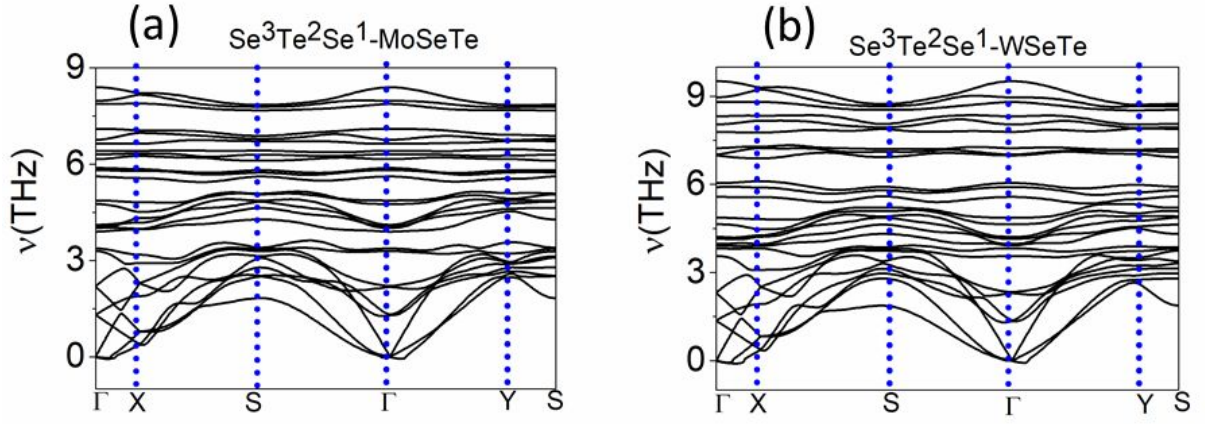 (a)
Se³Te²Se¹-MoSeTe
9
6
3
0
ν(THz)
Γ X S Γ Y S
(b)
Se³Te²Se¹-WSeTe
9
6
3
0
ν(THz)
Γ X S Γ Y S